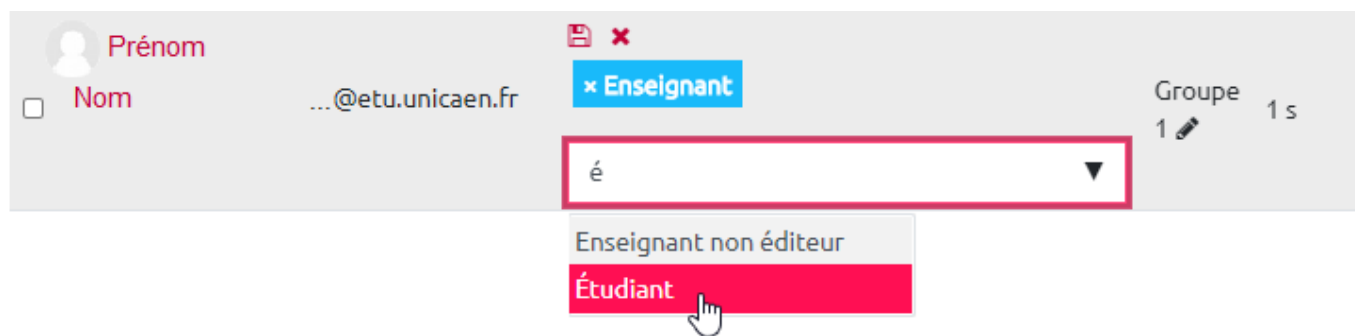 Prénom
Nom
...@etu.unicaen.fr
× Enseignant
Groupe
1
1 s
é
Enseignant non éditeur
Étudiant